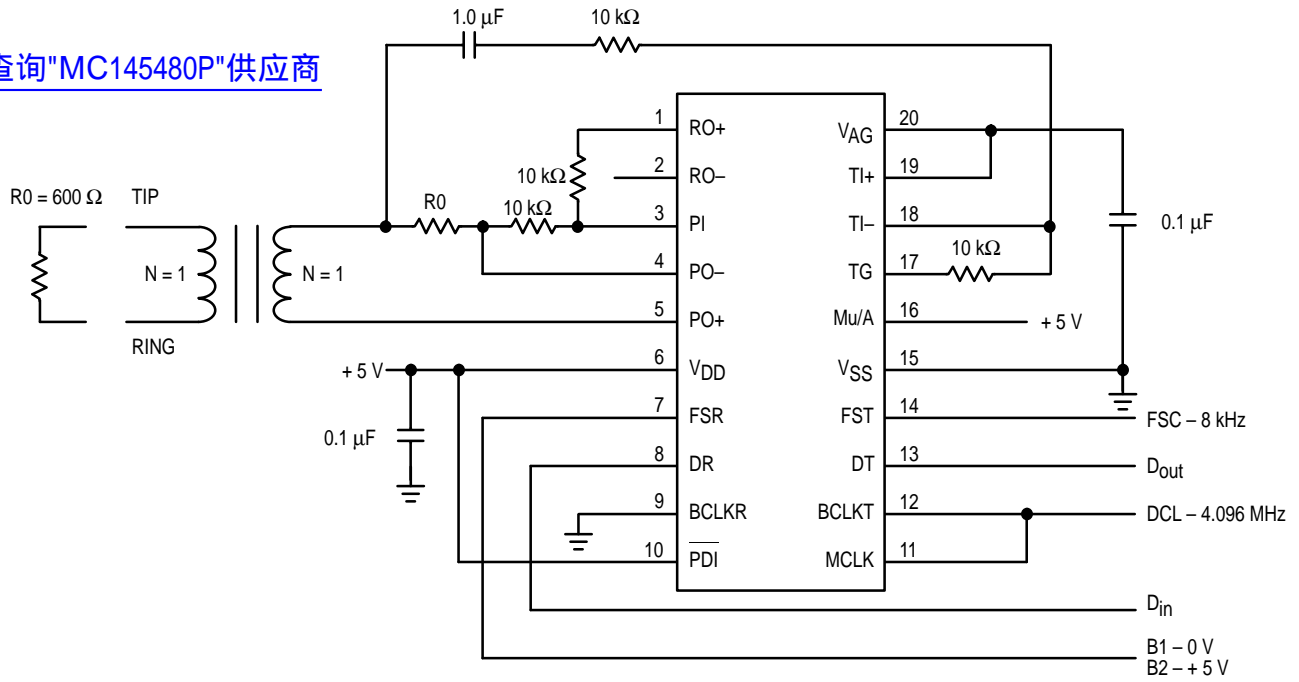 1.0 μF
10 kΩ
查询"MC145480P"供应商
R0 = 600 Ω
TIP
N = 1
N = 1
RING
R0
10 kΩ
10 kΩ
1
RO+
2
RO–
3
PI
4
PO–
5
PO+
+ 5 V
6
VDD
0.1 μF
7
FSR
8
DR
9
BCLKR
10
PDI
VAG
20
TI+
19
TI–
18
TG
17
10 kΩ
0.1 μF
Mu/A
16
+ 5 V
VSS
15
FST
14
FSC – 8 kHz
DT
13
Dout
BCLKT
12
DCL – 4.096 MHz
MCLK
11
Din
B1 – 0 V
B2 – + 5 V